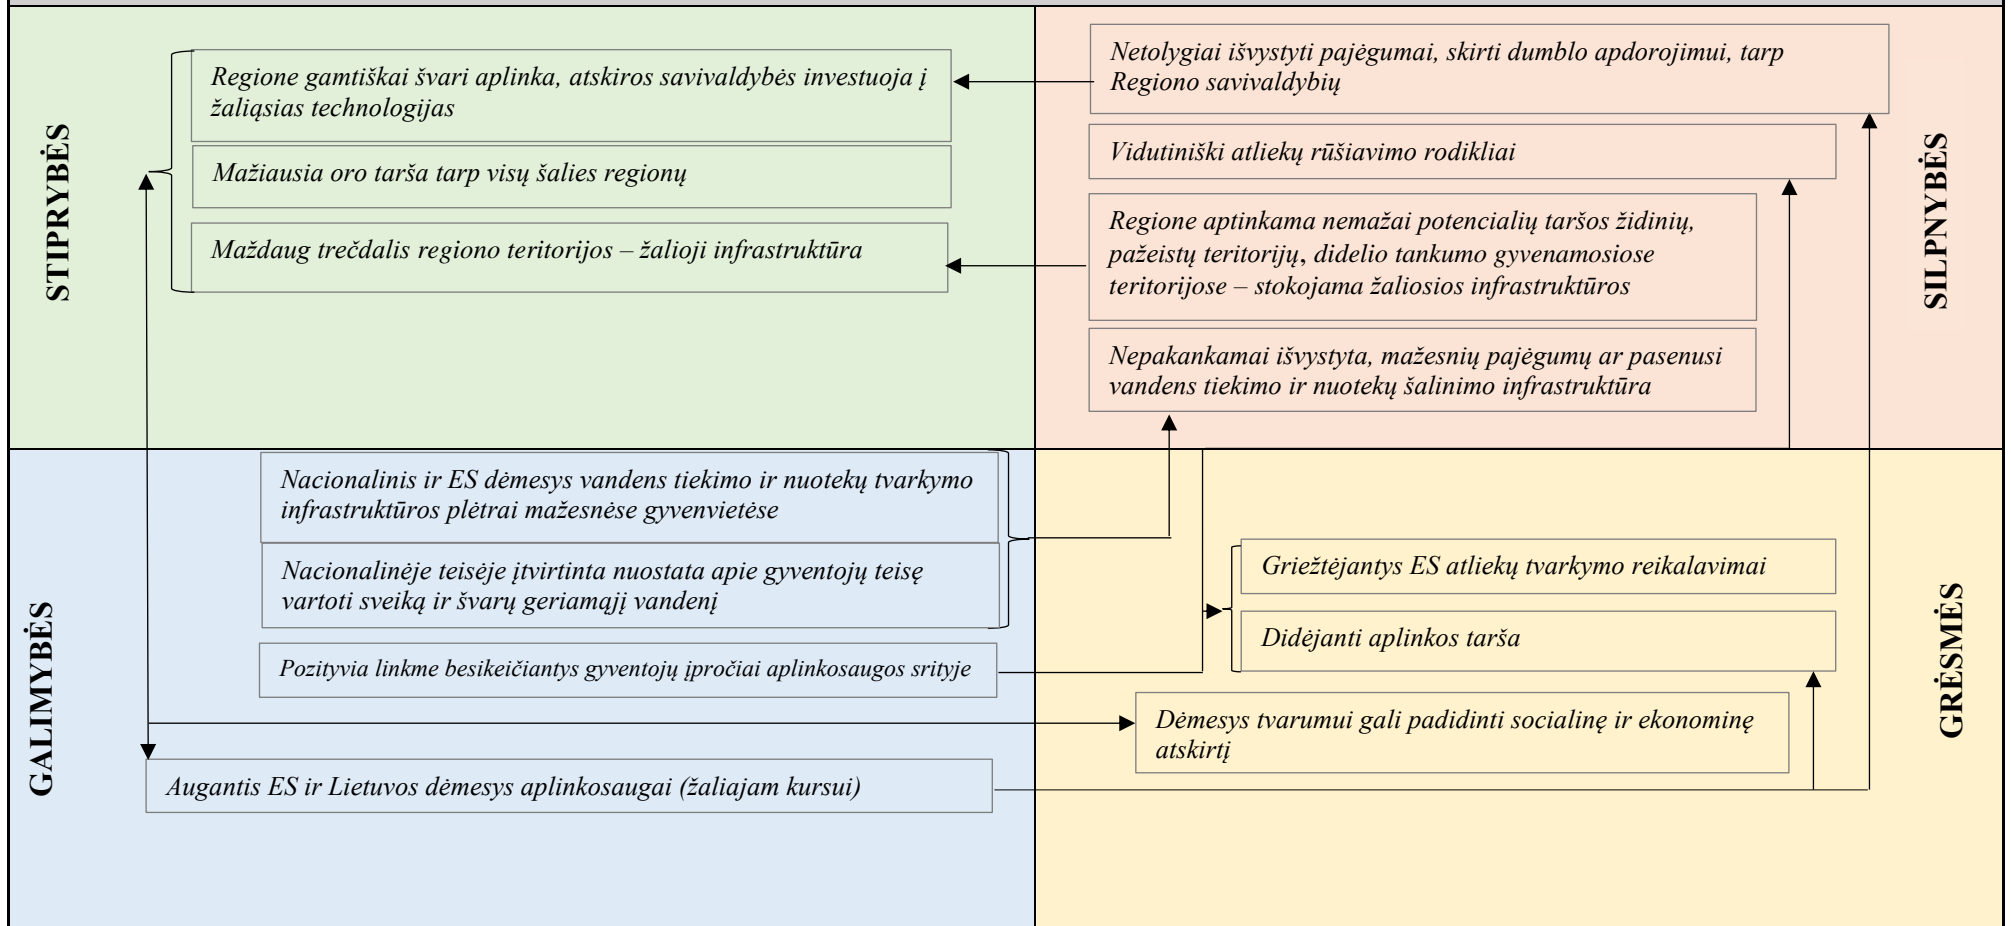 STIPRYBĖS
Regione gamtiškai švari aplinka, atskiros savivaldybės investuoja į
žaliąsias technologijas
Mažiausia oro tarša tarp visų šalies regionų
Maždaug trečdalis regiono teritorijos – žalioji infrastruktūra
SILPNYBĖS
Netolygiai išvystyti pajėgumai, skirti dumblo apdorojimui, tarp
Regiono savivaldybių
Vidutiniški atliekų rūšiavimo rodikliai
Regione aptinkama nemažai potencialių taršos židinių,
pažeistų teritorijų, didelio tankumo gyvenamosiose
teritorijose – stokojama žaliosios infrastruktūros
Nepakankamai išvystyta, mažesnių pajėgumų ar pasenusi
vandens tiekimo ir nuotekų šalinimo infrastruktūra
GALIMYBĖS
Nacionalinis ir ES dėmesys vandens tiekimo ir nuotekų tvarkymo
infrastruktūros plėtrai mažesnėse gyvenvietėse
Nacionalinėje teisėje įtvirtinta nuostata apie gyventojų teisę
vartoti sveiką ir švarų geriamąjį vandenį
Pozityvia linkme besikeičiantys gyventojų įpročiai aplinkosaugos srityje
Augantis ES ir Lietuvos dėmesys aplinkosaugai (žaliajam kursui)
GRĖSMĖS
Griežtėjantys ES atliekų tvarkymo reikalavimai
Didėjanti aplinkos tarša
Dėmesys tvarumui gali padidinti socialinę ir ekonominę
atskirtį